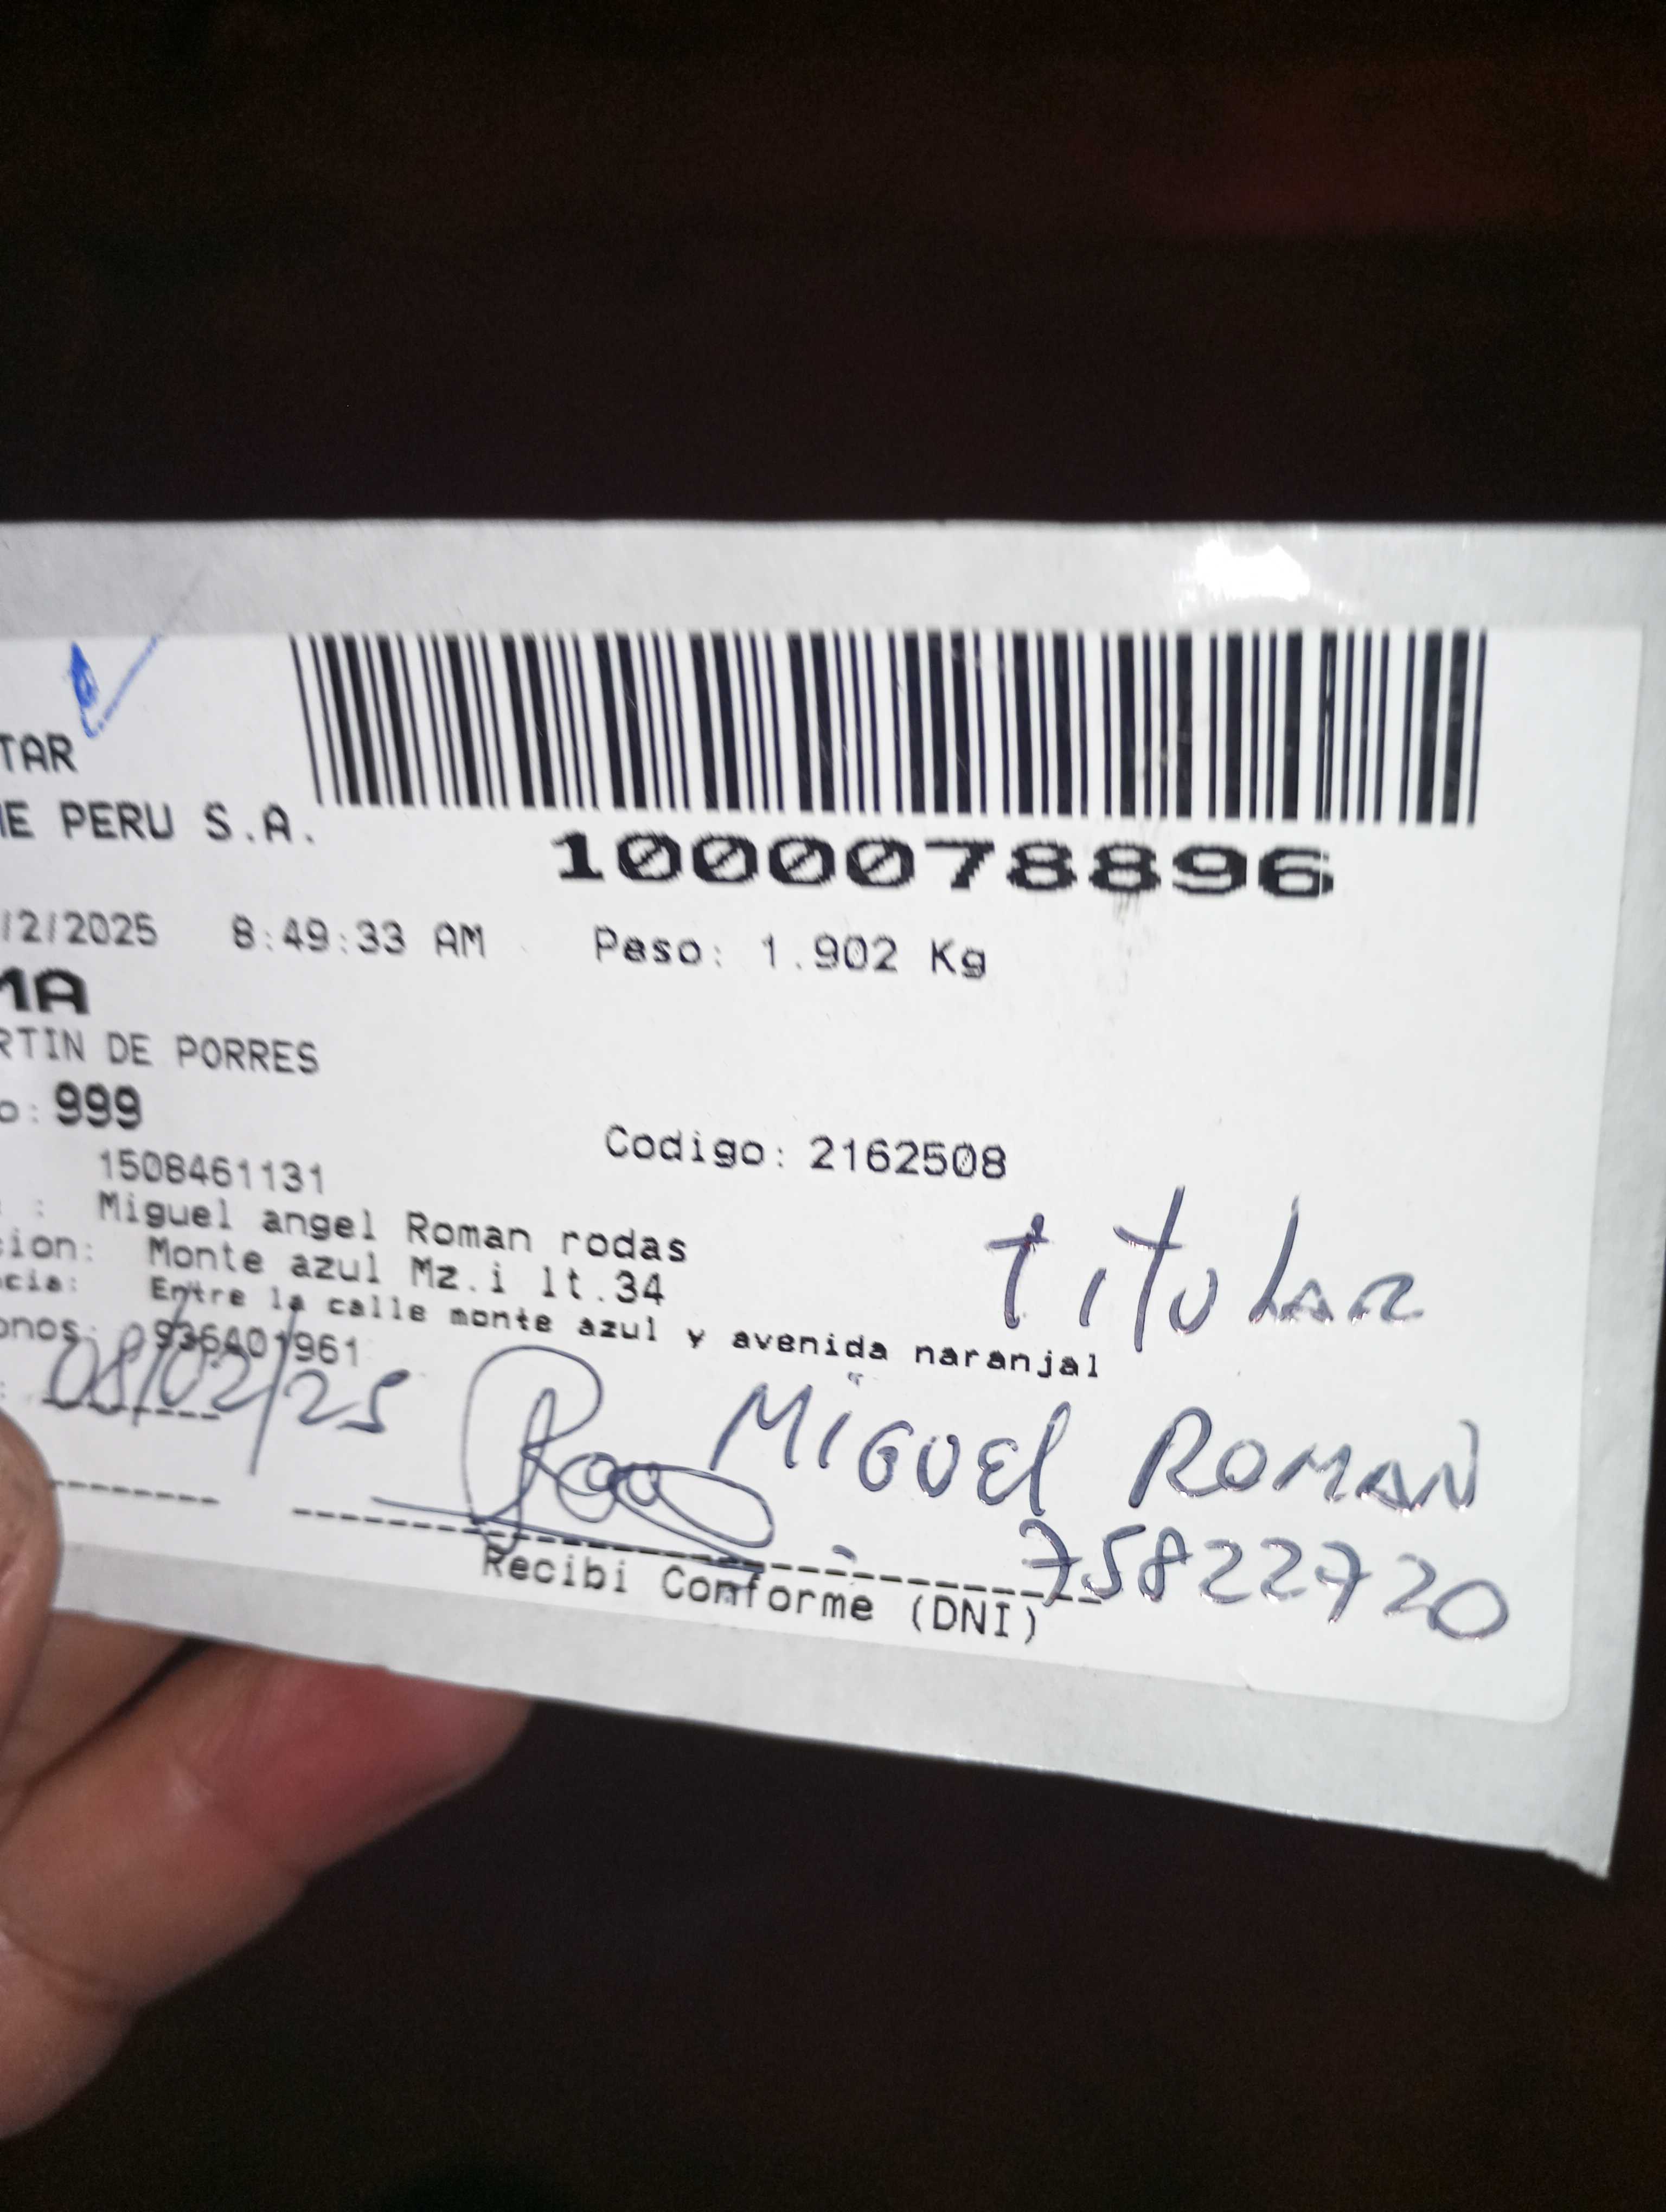 TAR
PERU S.A.
1000078896
/2/2025 8:49:33 AM Peso: 1.902 Kg
MA
RTIN DE PORRES
o: 999
Codigo: 2162508
1508461131
: Miguel angel Roman rodas
cion: Monte azul Mz.i lt.34
cia: Entre la calle monte azul y avenida naranjal
onos: 936401961
TITULAR
: 08/02/25
MIGUEL ROMAN
75822720
Recibi Conforme (DNI)